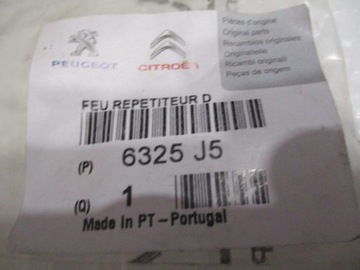 Pièces d'origine
Original parts
Ricambios originales
Originalteile
Ricambi originali
Peças de origem
PEUGEOT
CITROËN
FEU REPETITEUR D
(P) 6325 J5
(Q) 1
Made In PT - Portugal